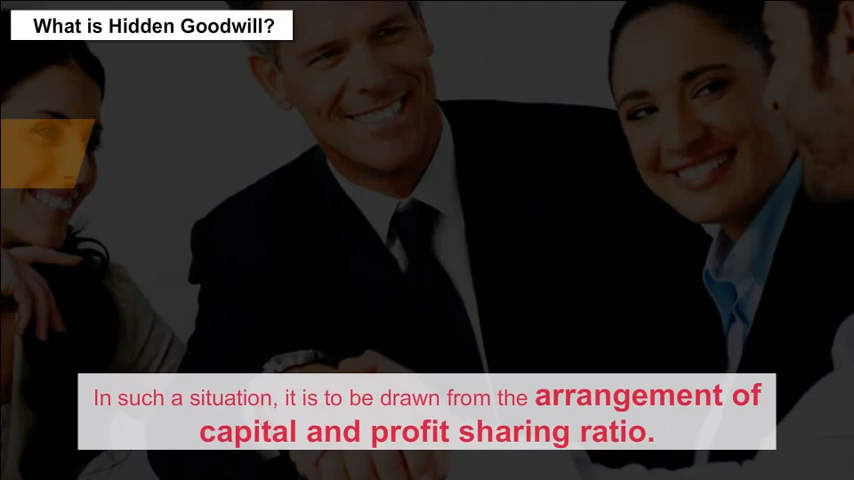 What is Hidden Goodwill?
In such a situation, it is to be drawn from the arrangement of
capital and profit sharing ratio.